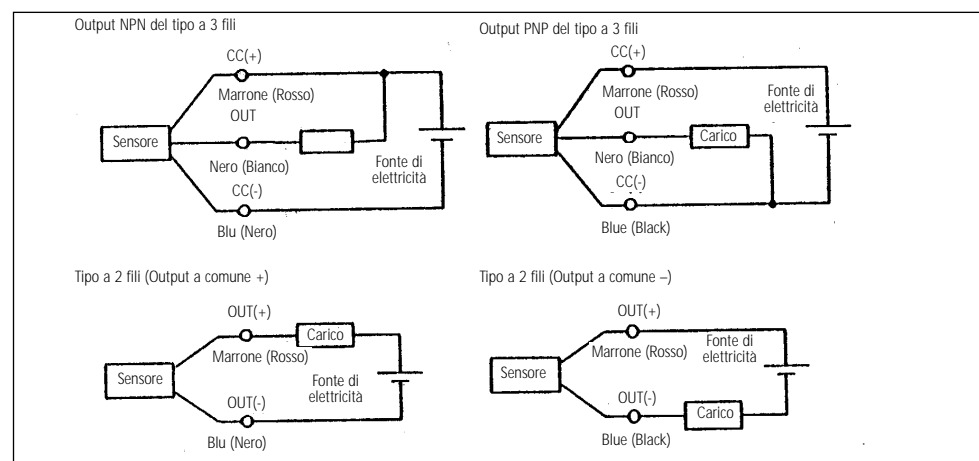 Output NPN del tipo a 3 fili
CC(+)
Marrone (Rosso)
OUT
Sensore
Nero (Bianco)
Fonte di
elettricità
CC(-)
Blu (Nero)
Output PNP del tipo a 3 fili
CC(+)
Marrone (Rosso)
Fonte di
elettricità
OUT
Sensore
Carico
Nero (Bianco)
CC(-)
Blue (Black)
Tipo a 2 fili (Output a comune +)
OUT(+)
Carico
Marrone (Rosso)
Sensore
Fonte di
elettricità
OUT(-)
Blu (Nero)
Tipo a 2 fili (Output a comune –)
OUT(+)
Marrone (Rosso)
Fonte di
elettricità
Sensore
OUT(-)
Carico
Blue (Black)